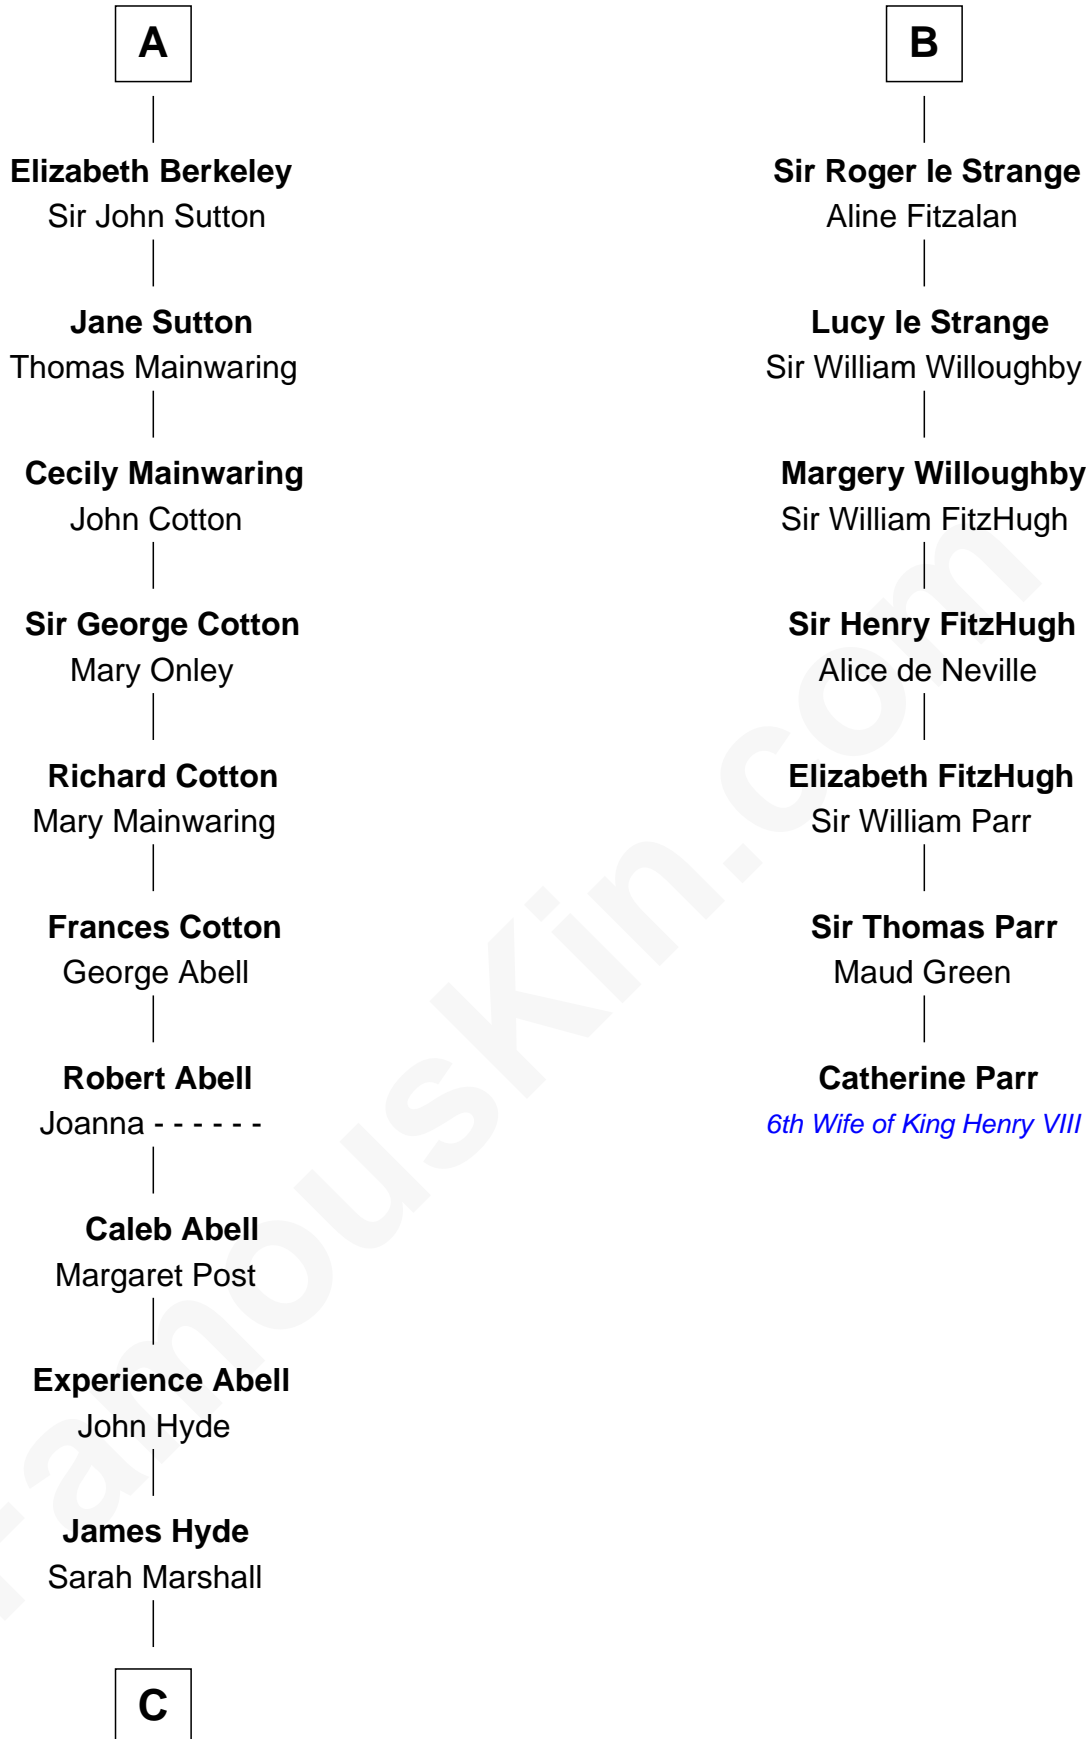 A
Elizabeth Berkeley
Sir John Sutton
Jane Sutton
Thomas Mainwaring
Cecily Mainwaring
John Cotton
Sir George Cotton
Mary Onley
Richard Cotton
Mary Mainwaring
Frances Cotton
George Abell
Robert Abell
Joanna - - - - - -
Caleb Abell
Margaret Post
Experience Abell
John Hyde
James Hyde
Sarah Marshall
C
B
Sir Roger le Strange
Aline Fitzalan
Lucy le Strange
Sir William Willoughby
Margery Willoughby
Sir William FitzHugh
Sir Henry FitzHugh
Alice de Neville
Elizabeth FitzHugh
Sir William Parr
Sir Thomas Parr
Maud Green
Catherine Parr
6th Wife of King Henry VIII
FamousKin.com